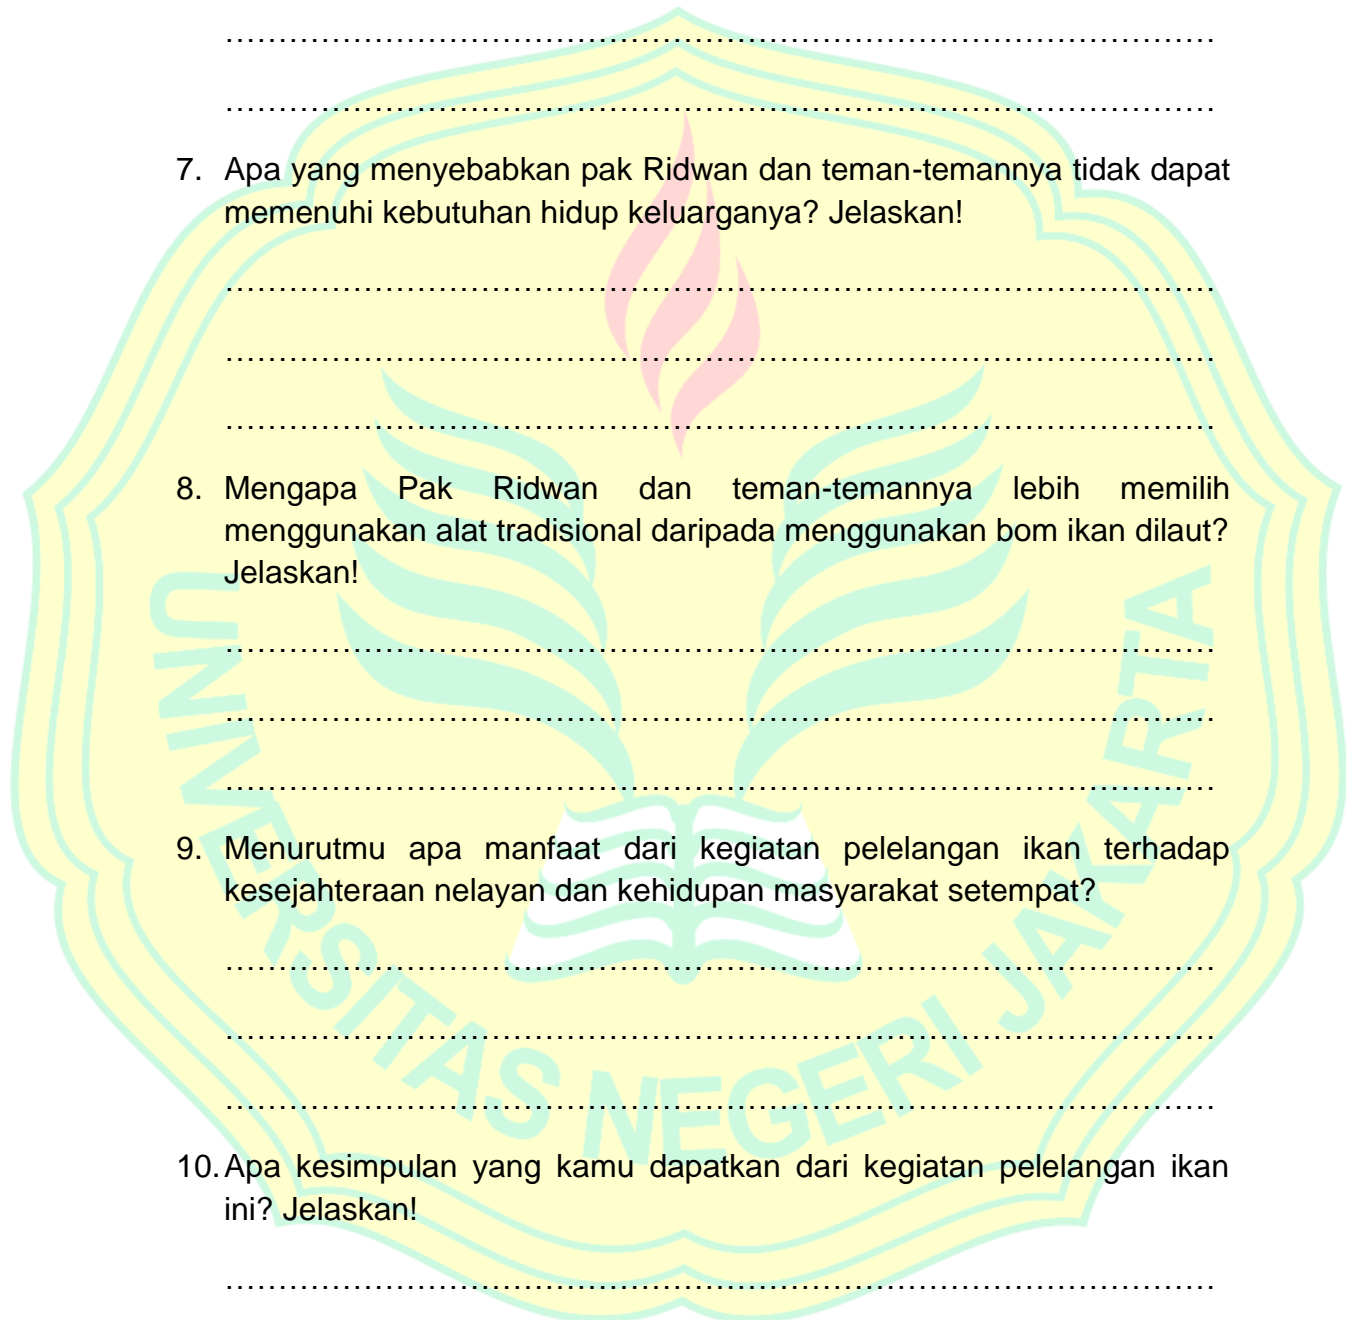 ……………………………………………………………………………………
……………………………………………………………………………………
7. Apa yang menyebabkan pak Ridwan dan teman-temannya tidak dapat
memenuhi kebutuhan hidup keluarganya? Jelaskan!
……………………………………………………………………………………
……………………………………………………………………………………
……………………………………………………………………………………
8. Mengapa Pak Ridwan dan teman-temannya lebih memilih
menggunakan alat tradisional daripada menggunakan bom ikan dilaut?
Jelaskan!
……………………………………………………………………………………
……………………………………………………………………………………
……………………………………………………………………………………
9. Menurutmu apa manfaat dari kegiatan pelelangan ikan terhadap
kesejahteraan nelayan dan kehidupan masyarakat setempat?
……………………………………………………………………………………
……………………………………………………………………………………
……………………………………………………………………………………
10. Apa kesimpulan yang kamu dapatkan dari kegiatan pelelangan ikan
ini? Jelaskan!
……………………………………………………………………………………
UNIVERSITAS NEGERI JAKARTA